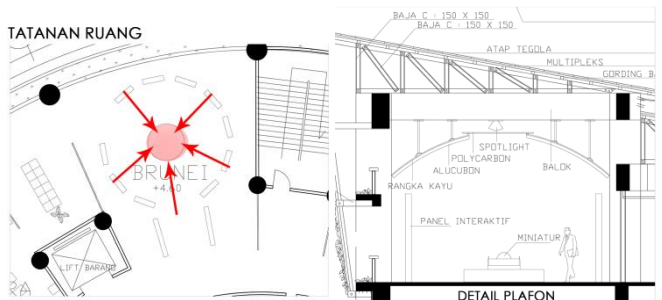 TATANAN RUANG
BRUNEI
+4.60
LIFT BARANG
BAJA C : 150 X 150
BAJA C : 150 X 150
ATAP TEGOLA
MULTIPLEKS
GORDING BA
SPOTLIGHT
POLYCARBON
ALUCUBON
BALOK
RANGKA KAYU
PANEL INTERAKTIF
MINIATUR
DETAIL PLAFON